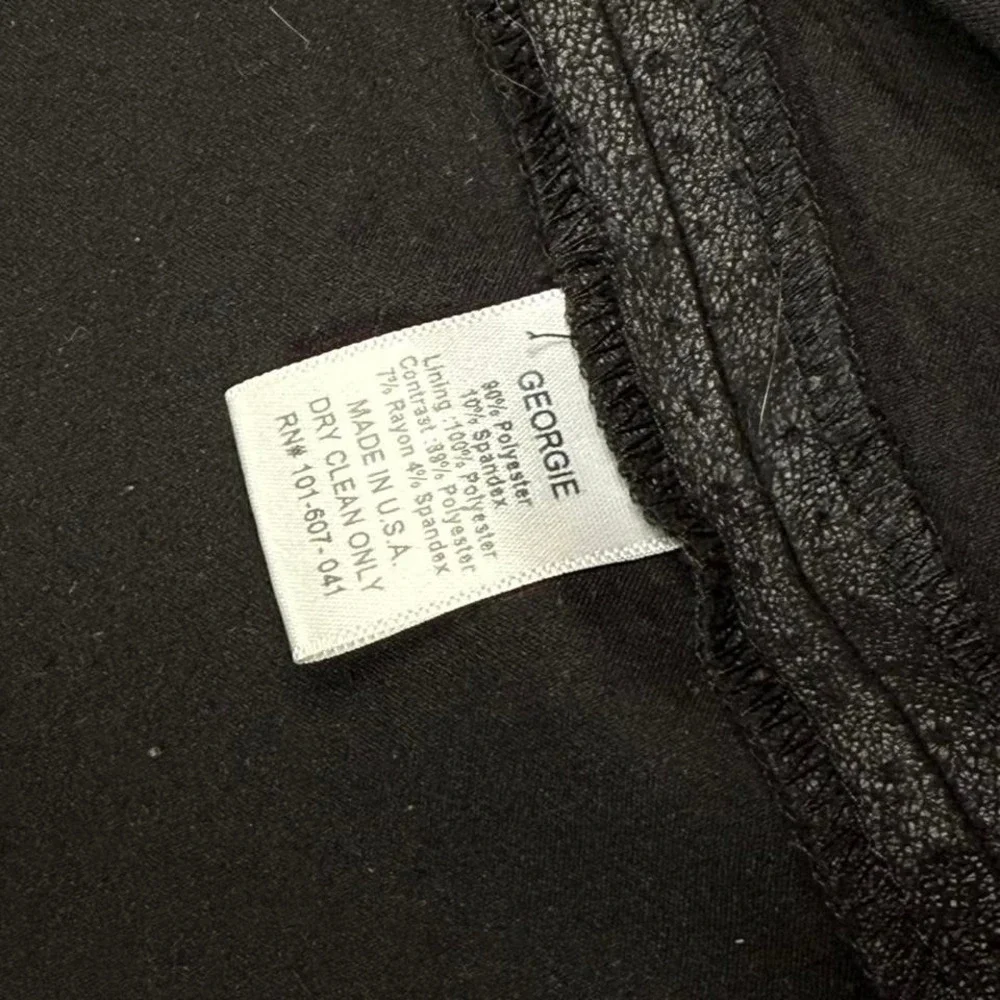 GEORGIE
90% Polyester
10% Spandex
Lining :100% Polyester
Contrast :89% Polyester
7% Rayon 4% Spandex
MADE IN U.S.A.
DRY CLEAN ONLY
RN# 101-607-041